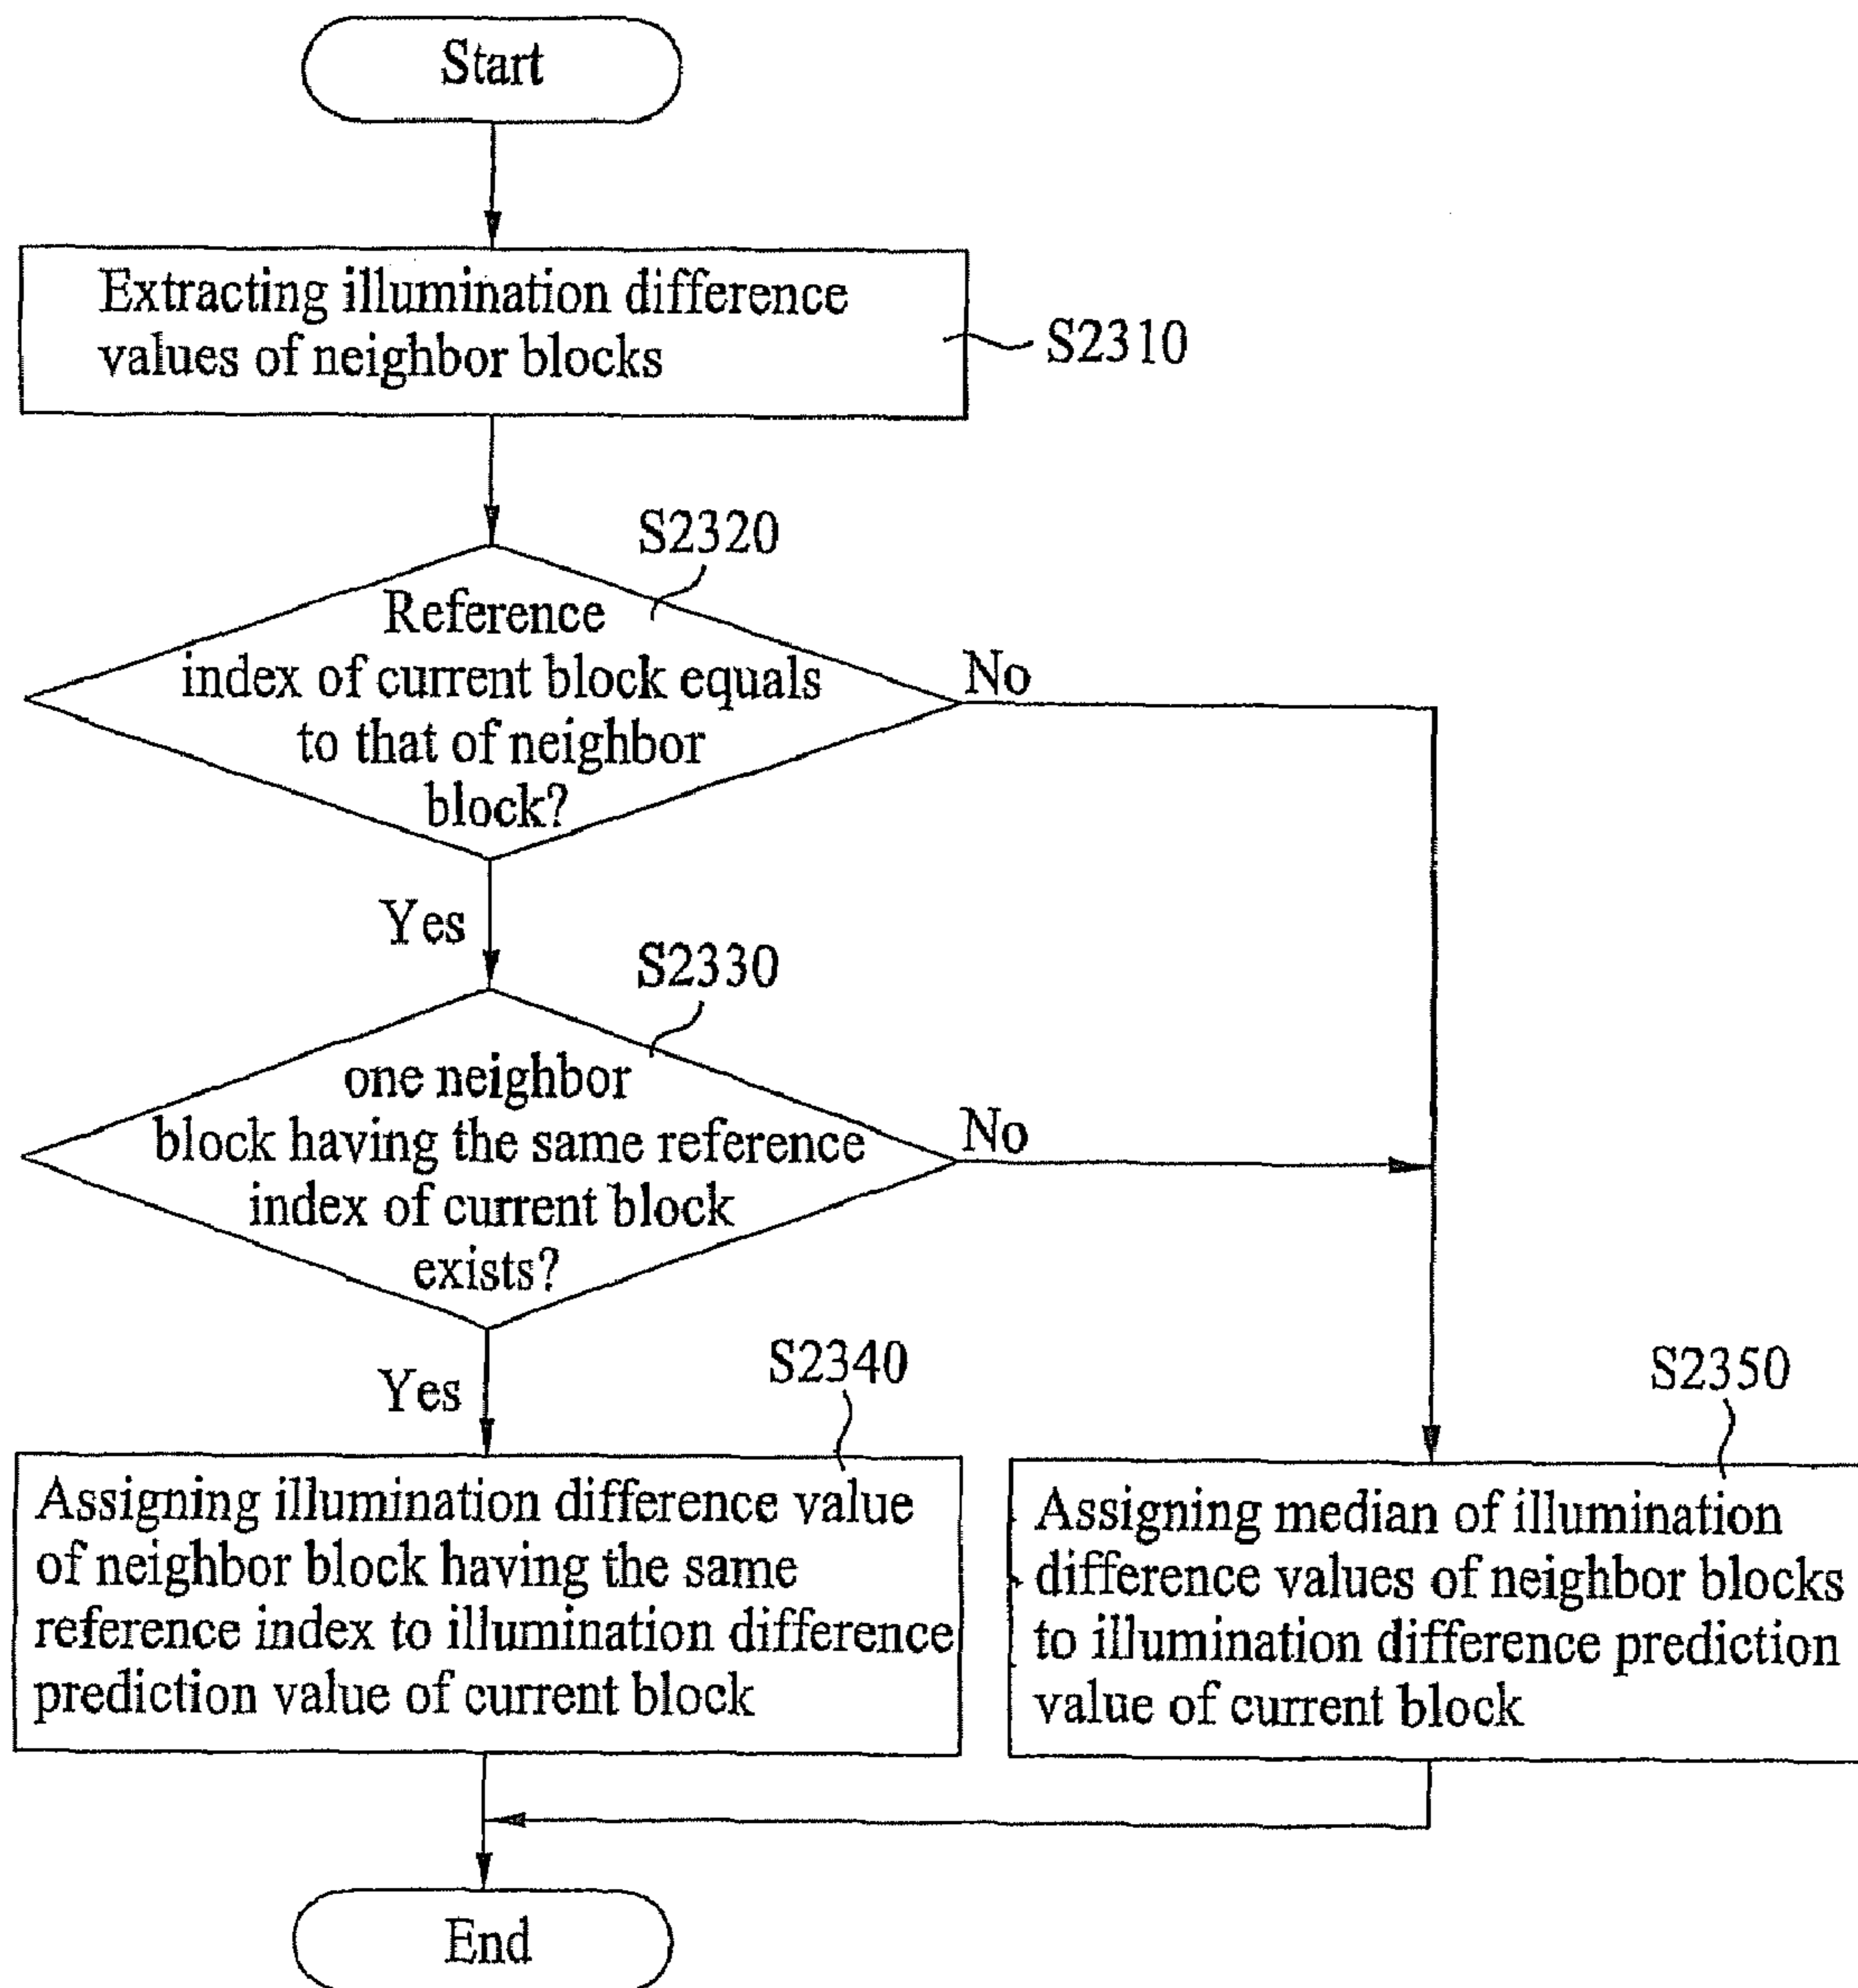 Start
Extracting illumination difference
values of neighbor blocks
S2310
S2320
Reference
index of current block equals
to that of neighbor
block?
No
Yes
S2330
one neighbor
block having the same reference
index of current block
exists?
No
Yes
S2340
Assigning illumination difference value
of neighbor block having the same
reference index to illumination difference
prediction value of current block
S2350
Assigning median of illumination
difference values of neighbor blocks
to illumination difference prediction
value of current block
End